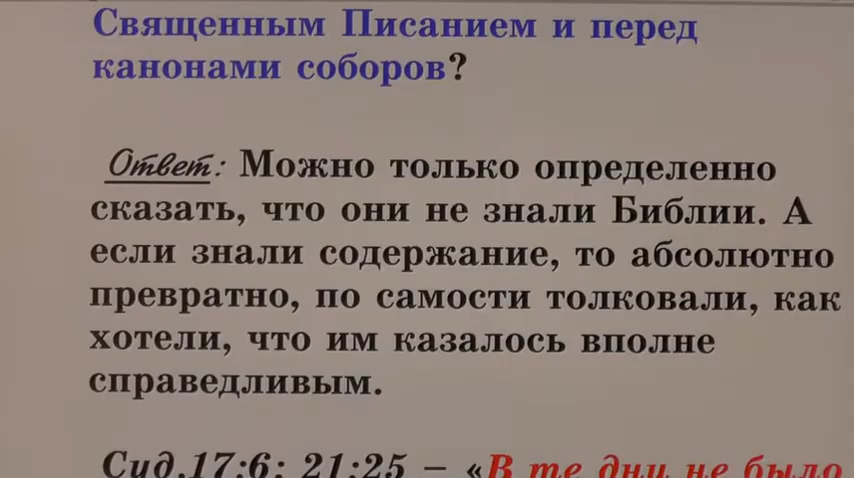 Священным Писанием и перед
канонами соборов?
Ответ: Можно только определенно
сказать, что они не знали Библии. А
если знали содержание, то абсолютно
превратно, по самости толковали, как
хотели, что им казалось вполне
справедливым.
Суд.17:6; 21:25 – «В те дни не было